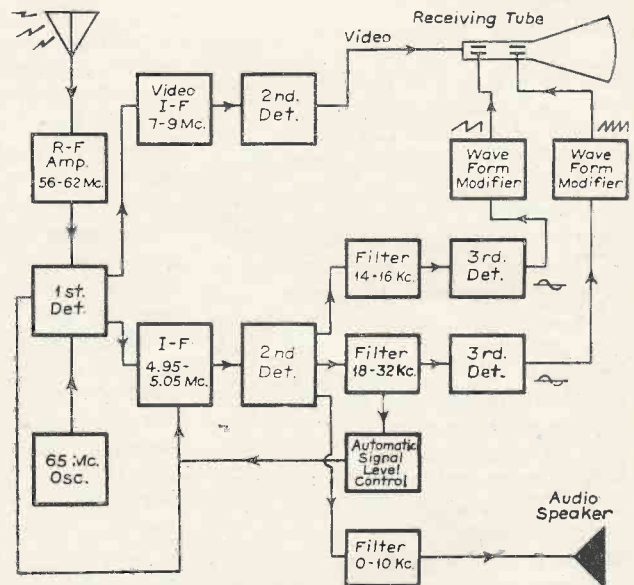 Receiving Tube
Video
Video
I-F
7-9 Mc.
2nd.
Det.
R-F
Amp.
56-62 Mc.
Wave
Form
Modifier
Wave
Form
Modifier
1st.
Det.
I-F
4.95-
5.05 Mc.
2nd
Det.
Filter
14-16 Kc.
3rd.
Det.
Filter
18-32 Kc.
3rd.
Det.
65 Mc.
Osc.
Automatic
Signal
Level
Control
Filter
0-10 Kc.
Audio
Speaker